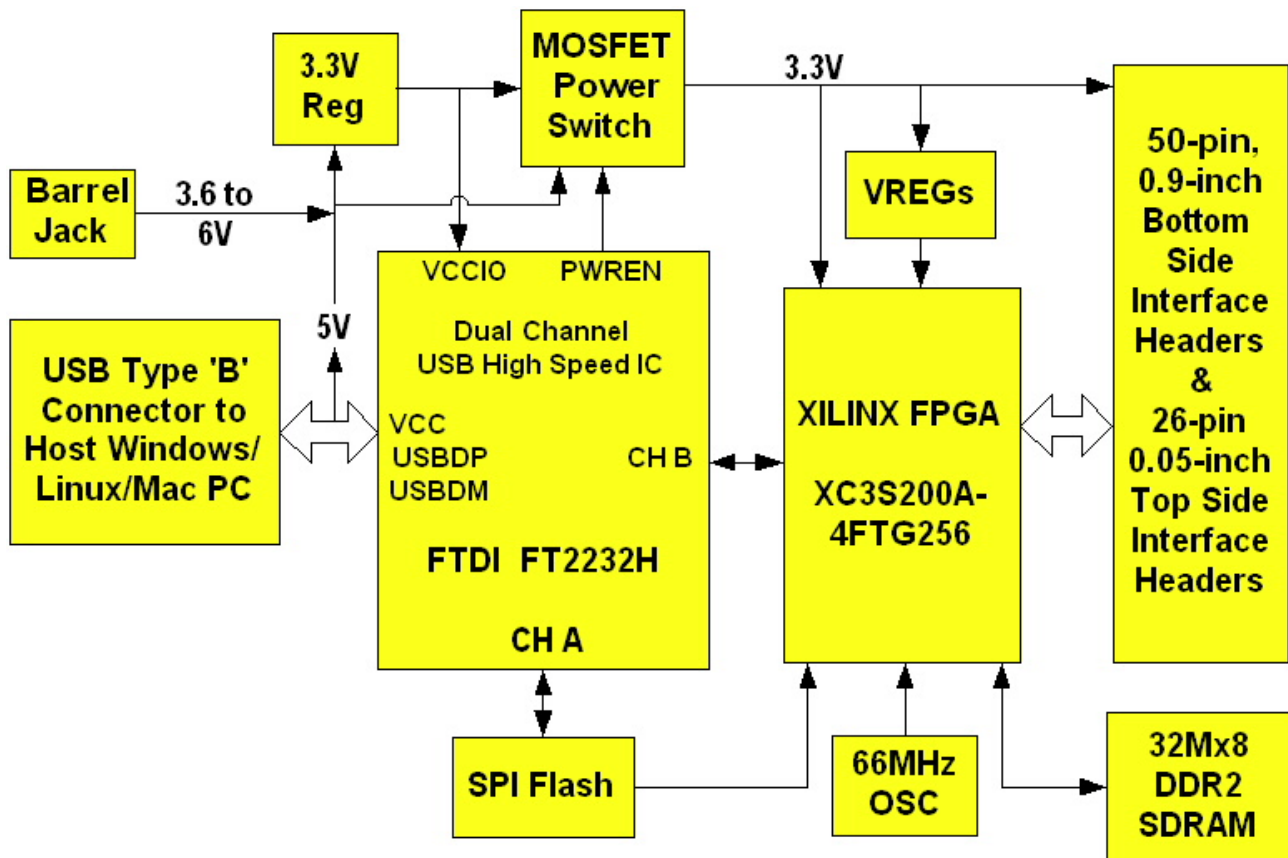 3.3V
Reg
MOSFET
Power
Switch
3.3V
Barrel
Jack
3.6 to
6V
VREGs
50-pin,
0.9-inch
Bottom
Side
Interface
Headers
&
26-pin
0.05-inch
Top Side
Interface
Headers
5V
USB Type 'B'
Connector to
Host Windows/
Linux/Mac PC
VCCIO
PWREN
Dual Channel
USB High Speed IC
VCC
USBDP
USBDM
CH B
FTDI FT2232H
CH A
XILINX FPGA
XC3S200A-
4FTG256
SPI Flash
66MHz
OSC
32Mx8
DDR2
SDRAM